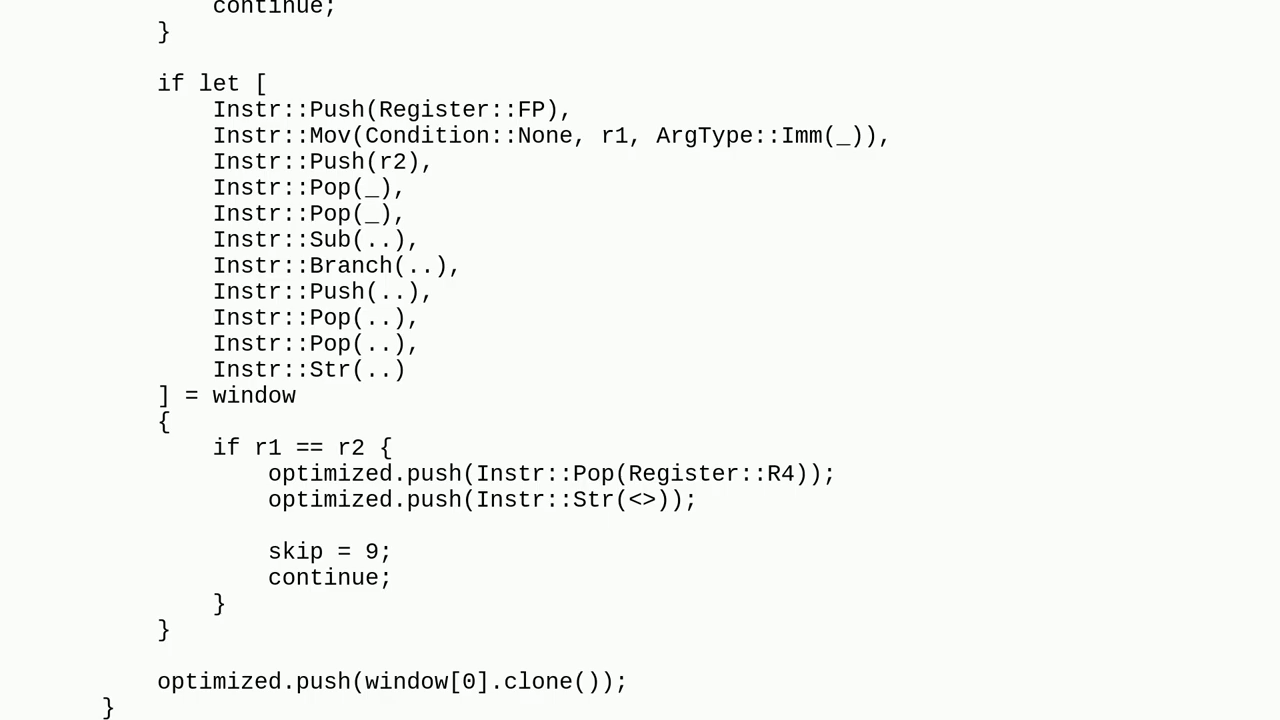 continue;
}
if let [
Instr::Push(Register::FP),
Instr::Mov(Condition::None, r1, ArgType::Imm(_)),
Instr::Push(r2),
Instr::Pop(_),
Instr::Pop(_),
Instr::Sub(..),
Instr::Branch(..),
Instr::Push(..),
Instr::Pop(..),
Instr::Pop(..),
Instr::Str(..)
] = window
{
if r1 == r2 {
optimized.push(Instr::Pop(Register::R4));
optimized.push(Instr::Str(<>));
skip = 9;
continue;
}
}
optimized.push(window[0].clone());
}